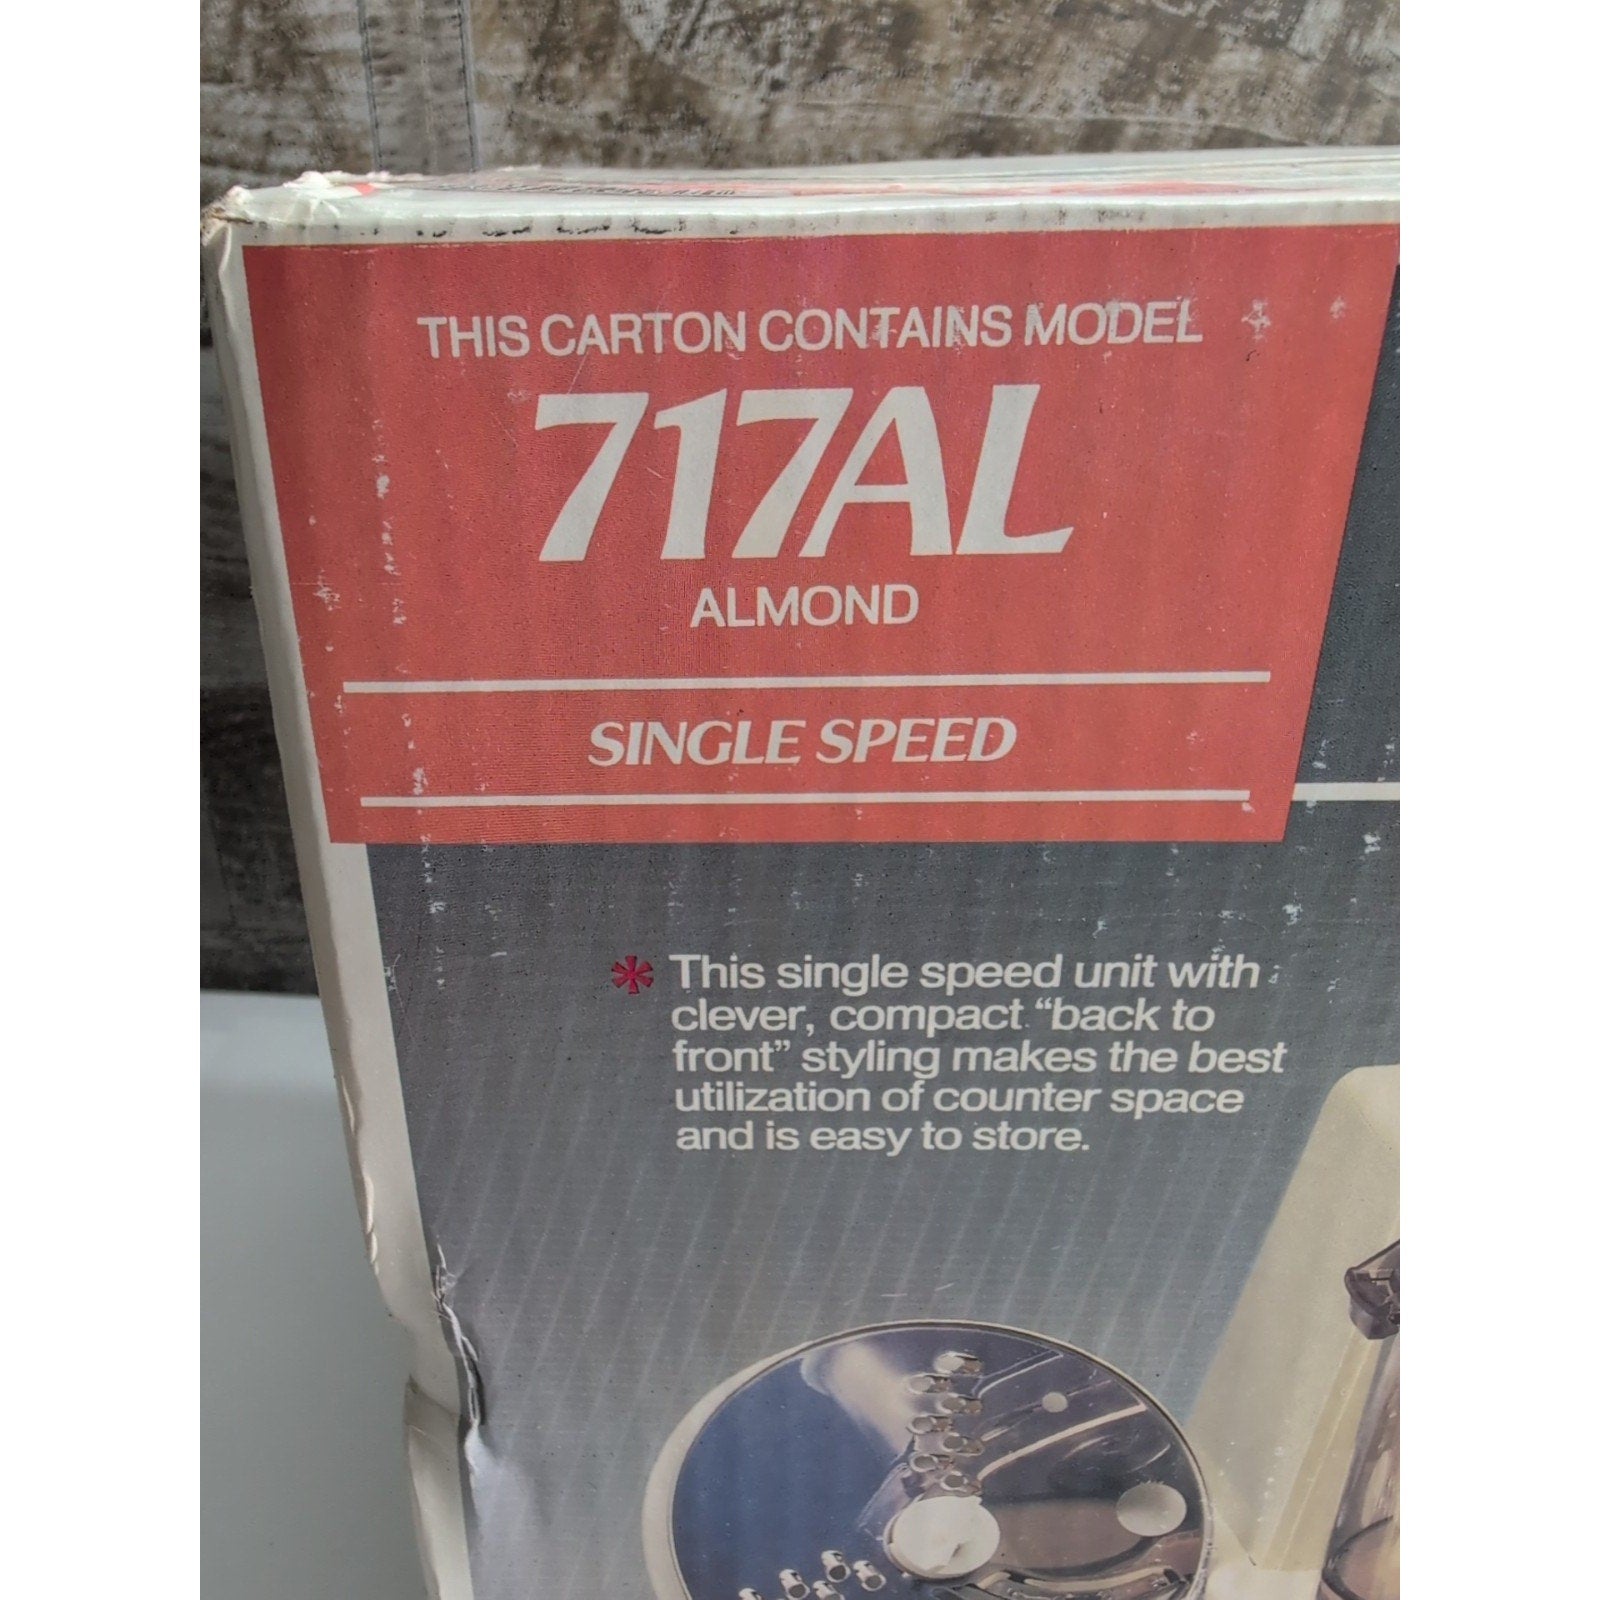 THIS CARTON CONTAINS MODEL
717AL
ALMOND
SINGLE SPEED
* This single speed unit with
clever, compact “back to
front” styling makes the best
utilization of counter space
and is easy to store.